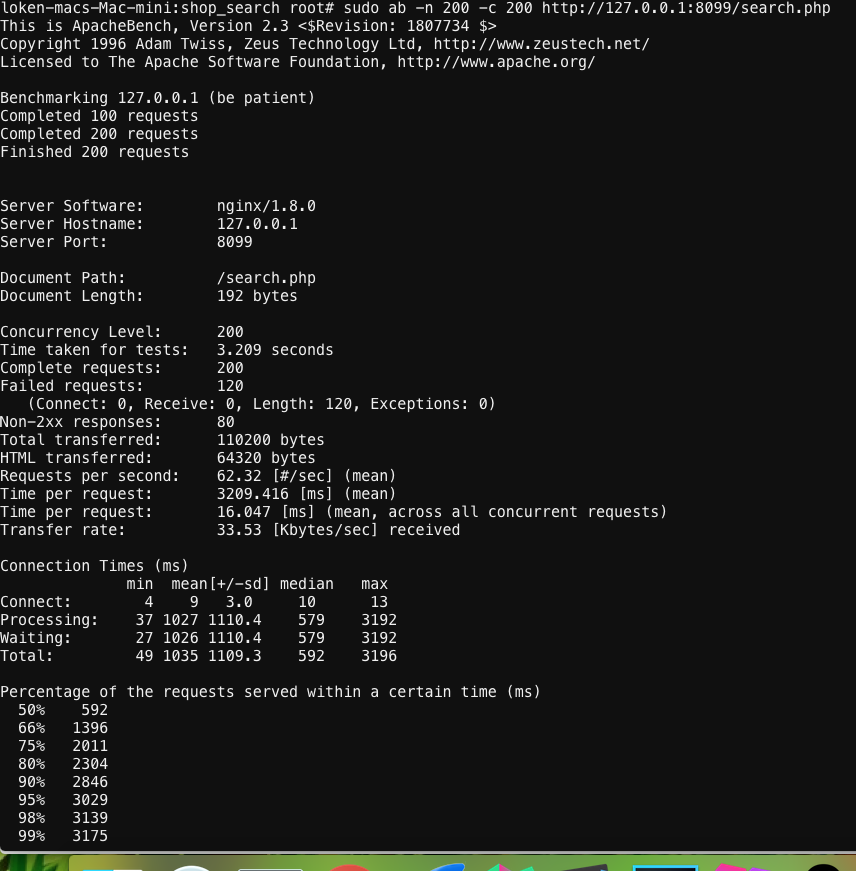 loken-macs-Mac-mini:shop_search root# sudo ab -n 200 -c 200 http://127.0.0.1:8099/search.php
This is ApacheBench, Version 2.3 <$Revision: 1807734 $>
Copyright 1996 Adam Twiss, Zeus Technology Ltd, http://www.zeustech.net/
Licensed to The Apache Software Foundation, http://www.apache.org/

Benchmarking 127.0.0.1 (be patient)
Completed 100 requests
Completed 200 requests
Finished 200 requests


Server Software:        nginx/1.8.0
Server Hostname:        127.0.0.1
Server Port:            8099

Document Path:          /search.php
Document Length:        192 bytes

Concurrency Level:      200
Time taken for tests:   3.209 seconds
Complete requests:      200
Failed requests:        120
   (Connect: 0, Receive: 0, Length: 120, Exceptions: 0)
Non-2xx responses:      80
Total transferred:      110200 bytes
HTML transferred:       64320 bytes
Requests per second:    62.32 [#/sec] (mean)
Time per request:       3209.416 [ms] (mean)
Time per request:       16.047 [ms] (mean, across all concurrent requests)
Transfer rate:          33.53 [Kbytes/sec] received

Connection Times (ms)
              min  mean[+/-sd] median   max
Connect:        4    9   3.0     10      13
Processing:    37 1027 1110.4    579    3192
Waiting:       27 1026 1110.4    579    3192
Total:         49 1035 1109.3    592    3196

Percentage of the requests served within a certain time (ms)
  50%    592
  66%   1396
  75%   2011
  80%   2304
  90%   2846
  95%   3029
  98%   3139
  99%   3175